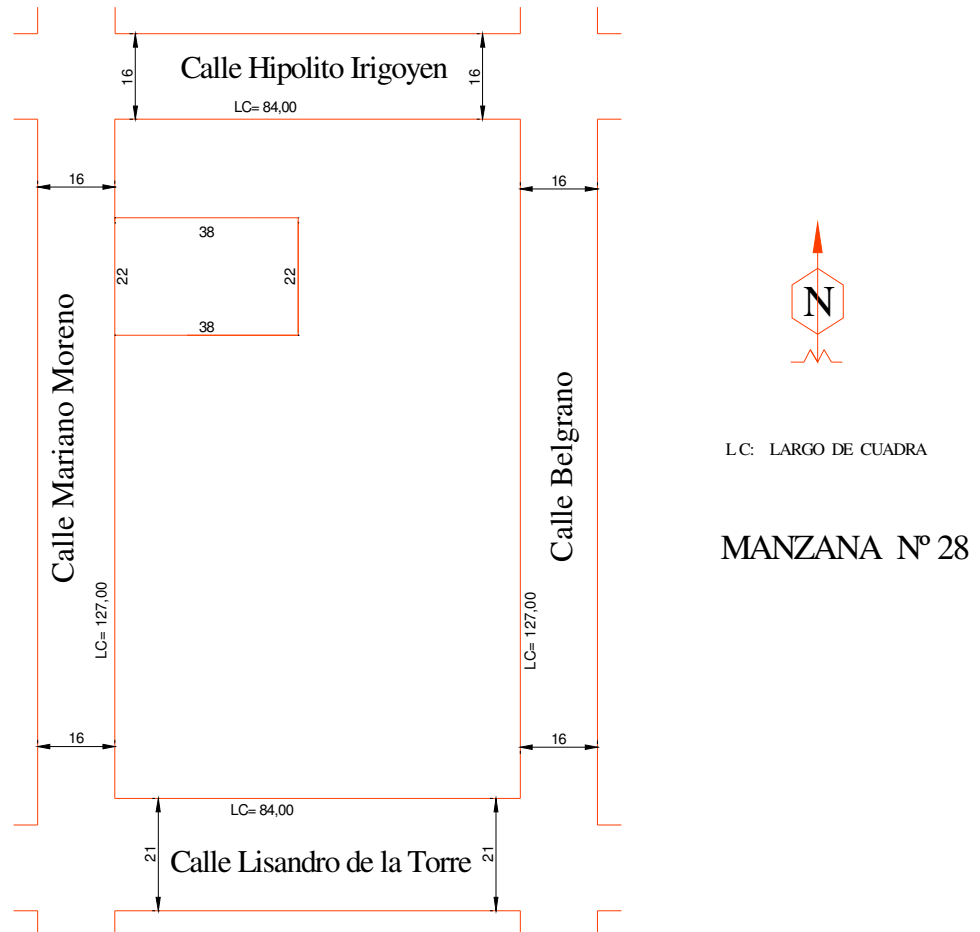 16
Calle Hipolito Irigoyen
16
LC= 84,00
16
16
38
22
22
38
Calle Mariano Moreno
Calle Belgrano
N
LC: LARGO DE CUADRA
MANZANA Nº 28
LC= 127,00
LC= 127,00
16
16
LC= 84,00
21
Calle Lisandro de la Torre
21